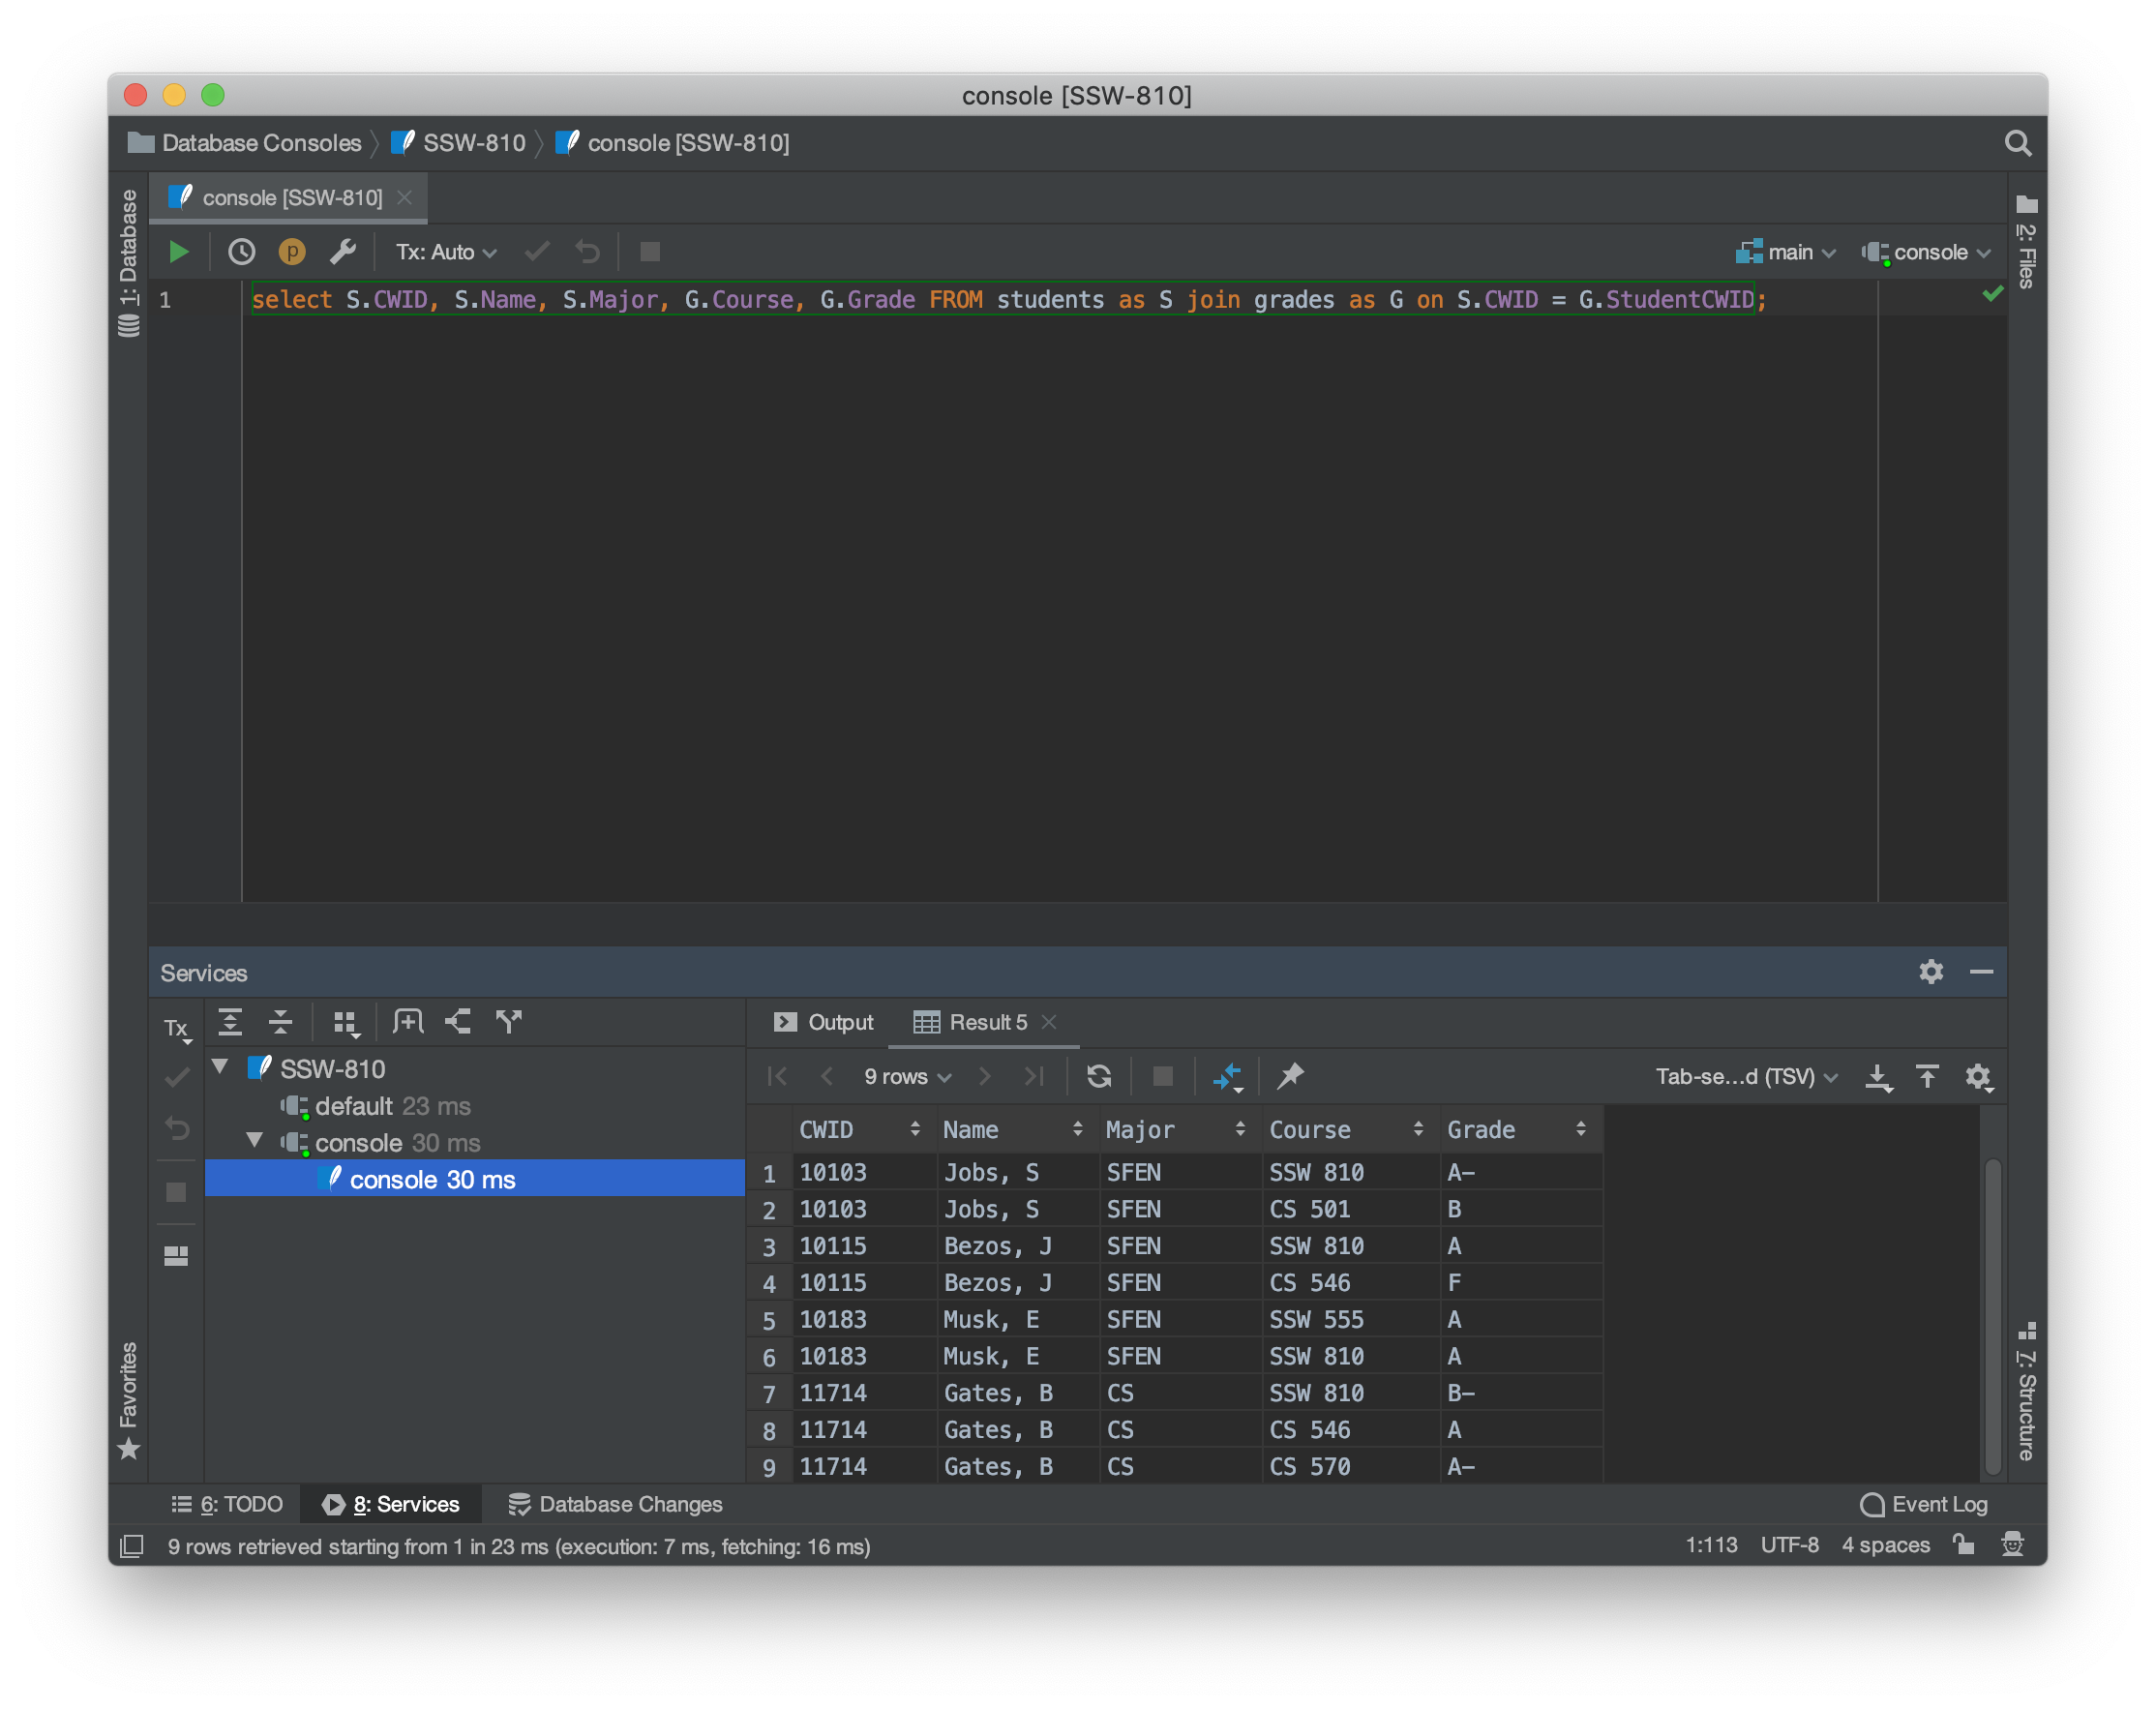 console [SSW-810]
Database Consoles SSW-810 console [SSW-810]
1: Database
console [SSW-810]
2: Files
p Tx: Auto main console
1 select S.CWID, S.Name, S.Major, G.Course, G.Grade FROM students as S join grades as G on S.CWID = G.StudentCWID;
Services
Tx
SSW-810
default 23 ms
console 30 ms
console 30 ms
Output Result 5
9 rows Tab-se...d (TSV)
CWID Name Major Course Grade
1 10103 Jobs, S SFEN SSW 810 A-
2 10103 Jobs, S SFEN CS 501 B
3 10115 Bezos, J SFEN SSW 810 A
4 10115 Bezos, J SFEN CS 546 F
5 10183 Musk, E SFEN SSW 555 A
6 10183 Musk, E SFEN SSW 810 A
7 11714 Gates, B CS SSW 810 B-
8 11714 Gates, B CS CS 546 A
9 11714 Gates, B CS CS 570 A-
Favorites
7: Structure
6: TODO 8: Services Database Changes Event Log
9 rows retrieved starting from 1 in 23 ms (execution: 7 ms, fetching: 16 ms) 1:113 UTF-8 4 spaces